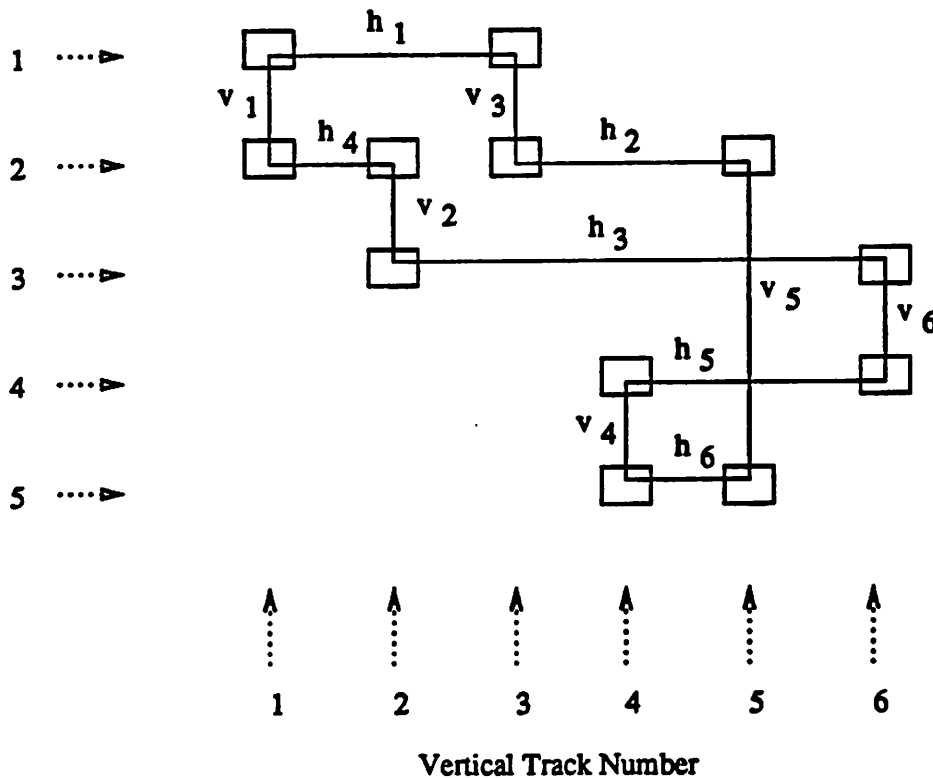 1 h 1
v 1 v 3
2 h 4 h 2
v 2
3 h 3
v 5
v 6
4 h 5
v 4 h 6
5
1 2 3 4 5 6
Vertical Track Number